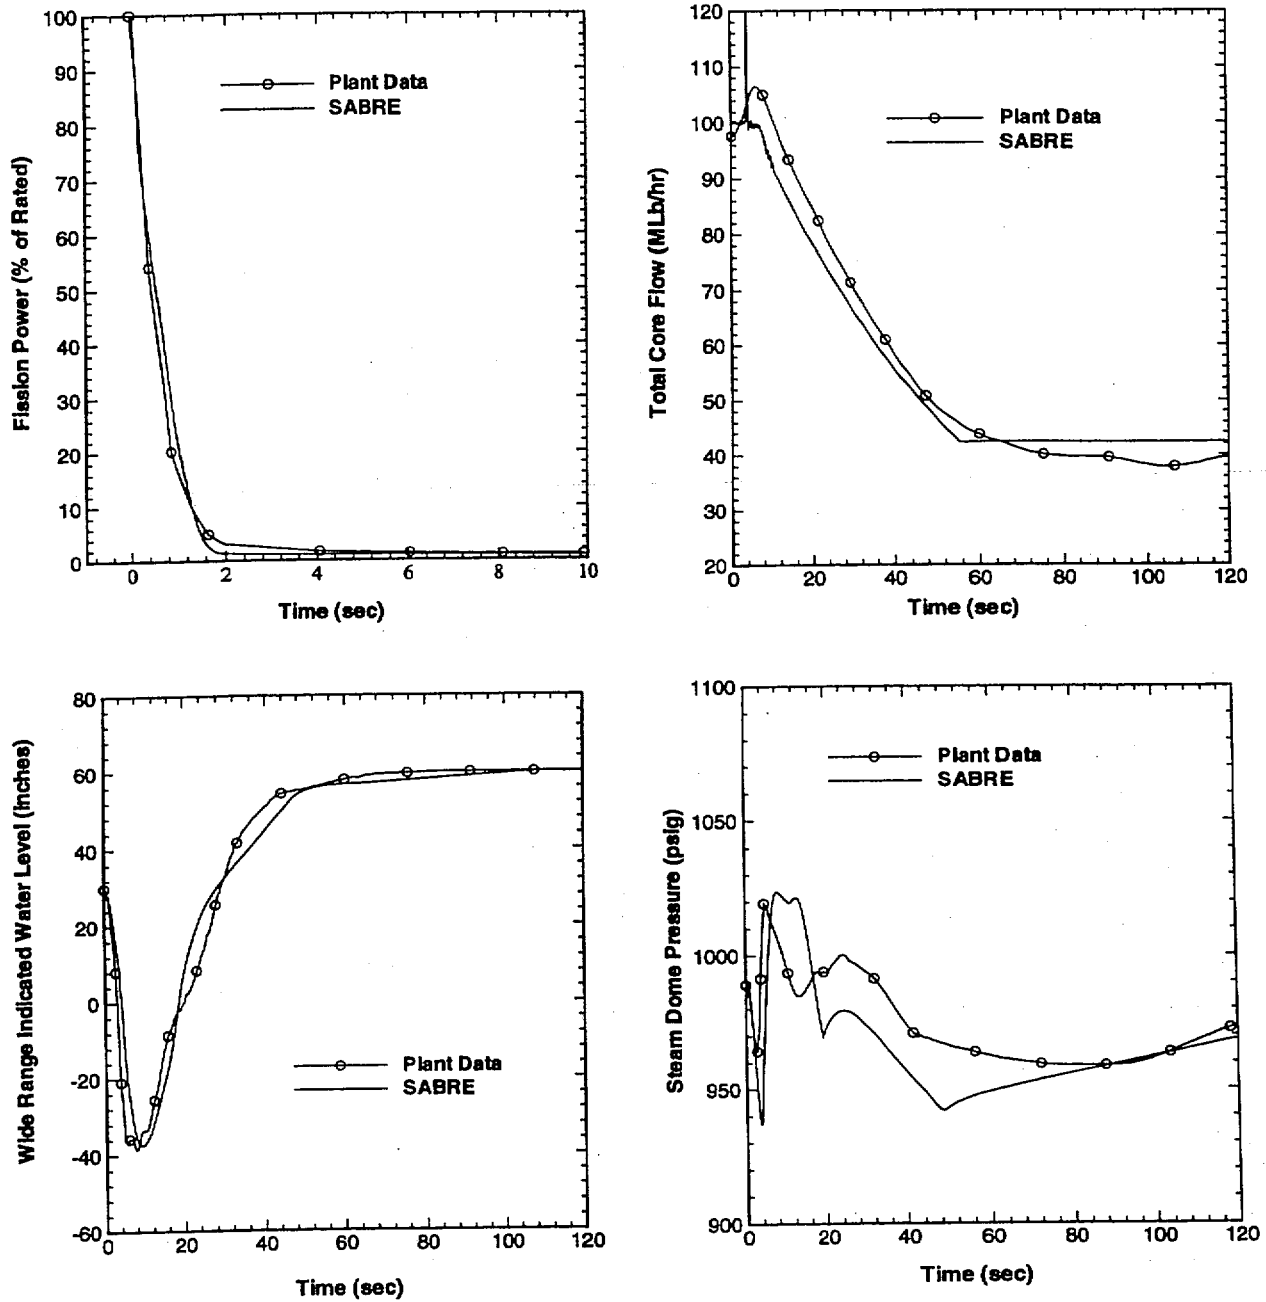 100
90
80
70
60
50
40
30
20
10
0
0 2 4 6 8 10
Fission Power (% of Rated)
Time (sec)
Plant Data
SABRE
120
110
100
90
80
70
60
50
40
30
20
0 20 40 60 80 100 120
Total Core Flow (MLb/hr)
Time (sec)
Plant Data
SABRE
80
60
40
20
0
-20
-40
-60
0 20 40 60 80 100 120
Wide Range Indicated Water Level (Inches)
Time (sec)
Plant Data
SABRE
1100
1050
1000
950
900
0 20 40 60 80 100 120
Steam Dome Pressure (psig)
Time (sec)
Plant Data
SABRE